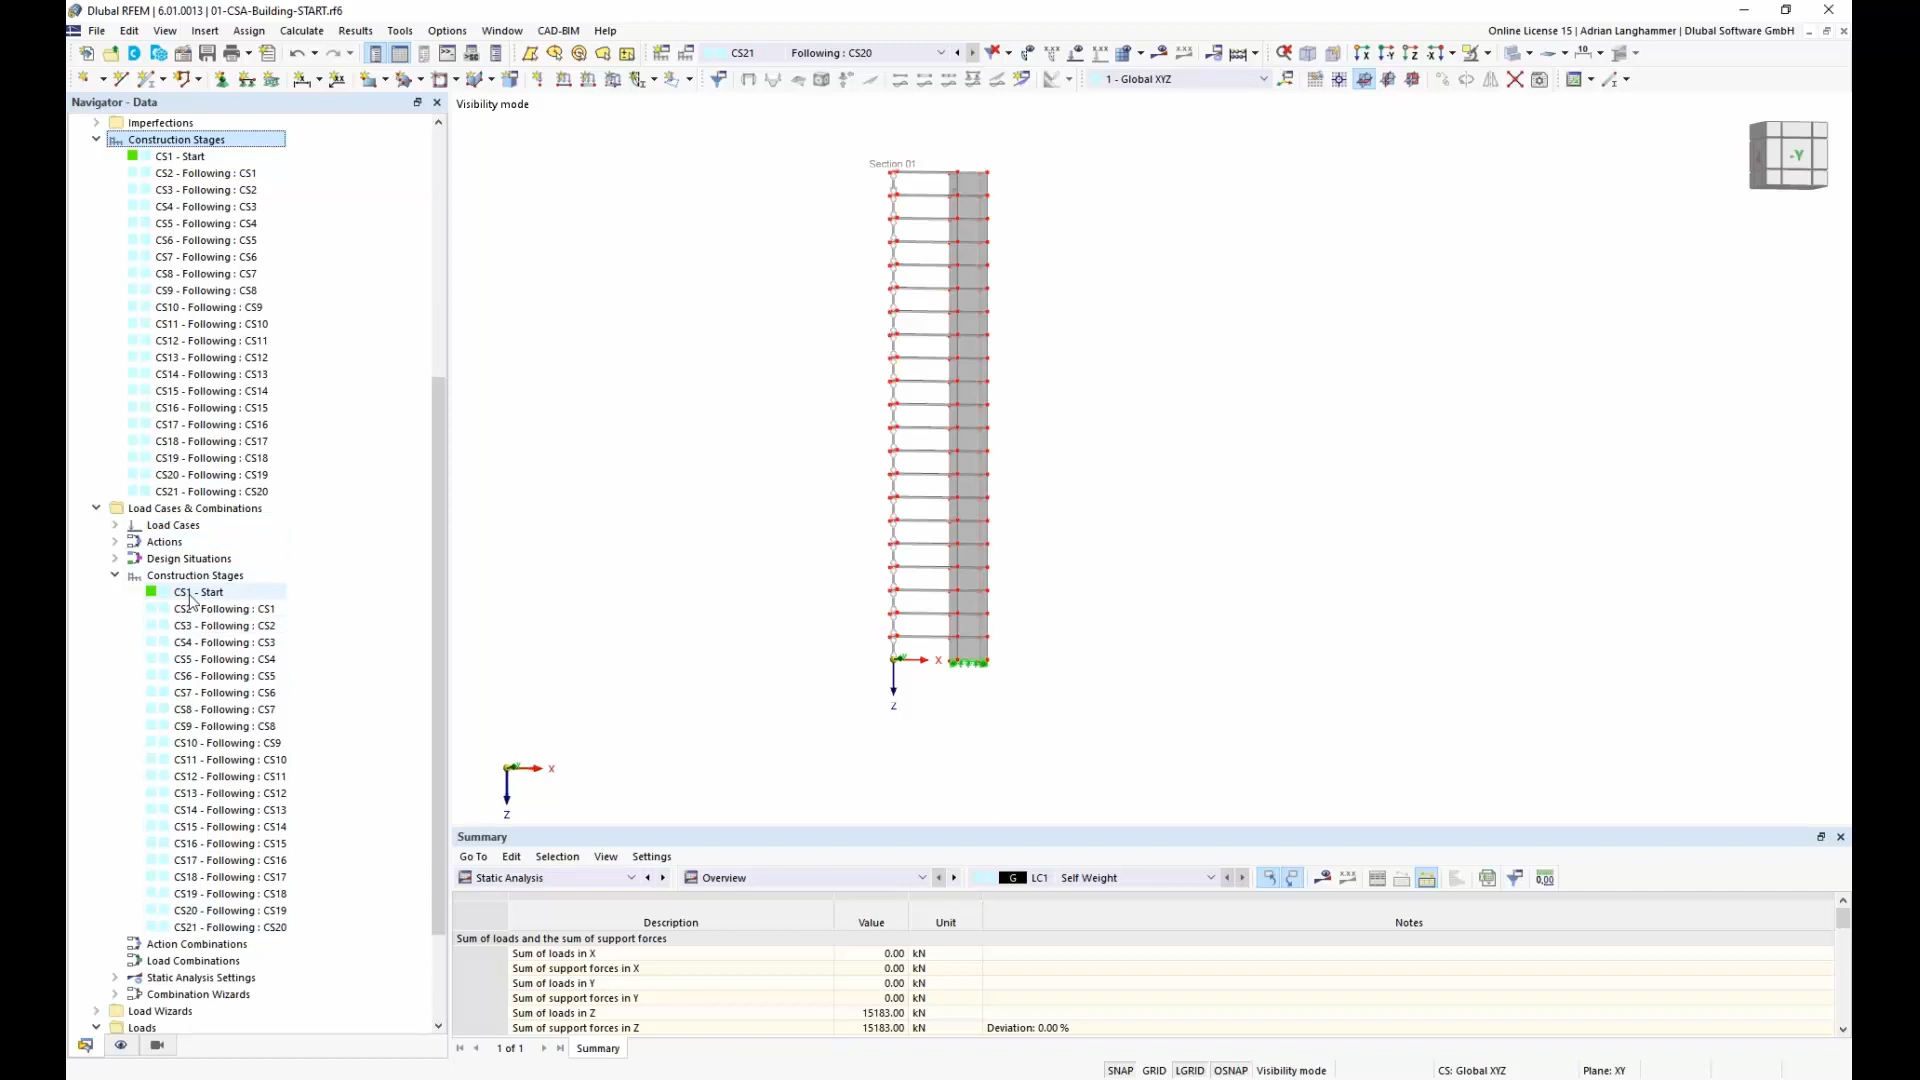 Dlubal RFEM | 6.01.0013 | 01-CSA-Building-START.rf6
File Edit View Insert Assign Calculate Results Tools Options Window CAD-BIM Help
Online License 15 | Adrian Langhammer | Dlubal Software GmbH
CS21 Following : CS20
1 - Global XYZ
Navigator - Data
Imperfections
Construction Stages
CS1 - Start
CS2 - Following : CS1
CS3 - Following : CS2
CS4 - Following : CS3
CS5 - Following : CS4
CS6 - Following : CS5
CS7 - Following : CS6
CS8 - Following : CS7
CS9 - Following : CS8
CS10 - Following : CS9
CS11 - Following : CS10
CS12 - Following : CS11
CS13 - Following : CS12
CS14 - Following : CS13
CS15 - Following : CS14
CS16 - Following : CS15
CS17 - Following : CS16
CS18 - Following : CS17
CS19 - Following : CS18
CS20 - Following : CS19
CS21 - Following : CS20
Load Cases & Combinations
Load Cases
Actions
Design Situations
Construction Stages
CS1 - Start
CS2 - Following : CS1
CS3 - Following : CS2
CS4 - Following : CS3
CS5 - Following : CS4
CS6 - Following : CS5
CS7 - Following : CS6
CS8 - Following : CS7
CS9 - Following : CS8
CS10 - Following : CS9
CS11 - Following : CS10
CS12 - Following : CS11
CS13 - Following : CS12
CS14 - Following : CS13
CS15 - Following : CS14
CS16 - Following : CS15
CS17 - Following : CS16
CS18 - Following : CS17
CS19 - Following : CS18
CS20 - Following : CS19
CS21 - Following : CS20
Action Combinations
Load Combinations
Static Analysis Settings
Combination Wizards
Load Wizards
Loads
Visibility mode
Section 01
-Y
X
Z
X
Z
Summary
Go To Edit Selection View Settings
Static Analysis Overview G LC1 Self Weight 0,00
Description Value Unit Notes
Sum of loads and the sum of support forces
Sum of loads in X 0.00 kN
Sum of support forces in X 0.00 kN
Sum of loads in Y 0.00 kN
Sum of support forces in Y 0.00 kN
Sum of loads in Z 15183.00 kN
Sum of support forces in Z 15183.00 kN Deviation: 0.00 %
1 of 1 Summary
SNAP GRID LGRID OSNAP Visibility mode CS: Global XYZ Plane: XY